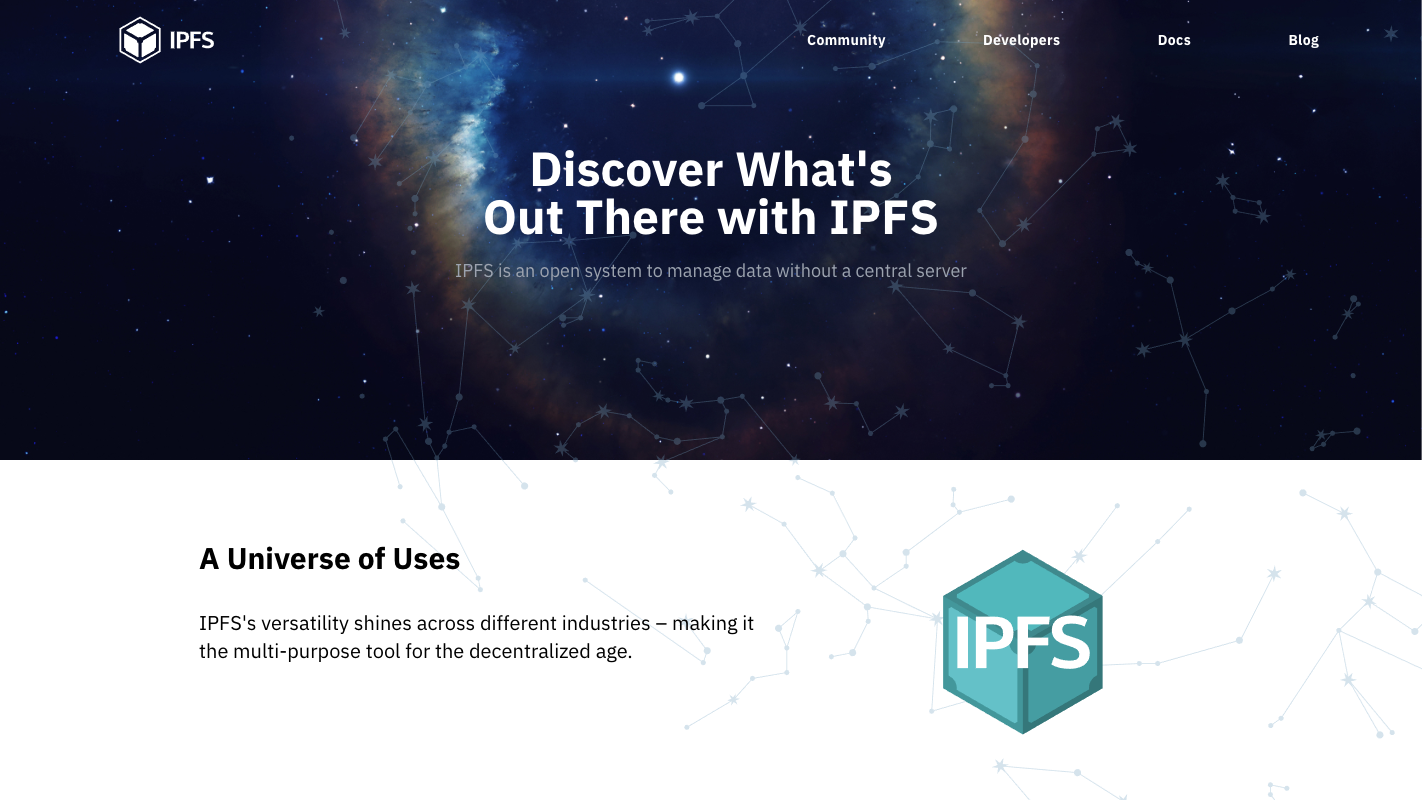 IPFS
Community
Developers
Docs
Blog
Discover What's
Out There with IPFS
IPFS is an open system to manage data without a central server
A Universe of Uses
IPFS's versatility shines across different industries – making it
the multi-purpose tool for the decentralized age.
IPFS